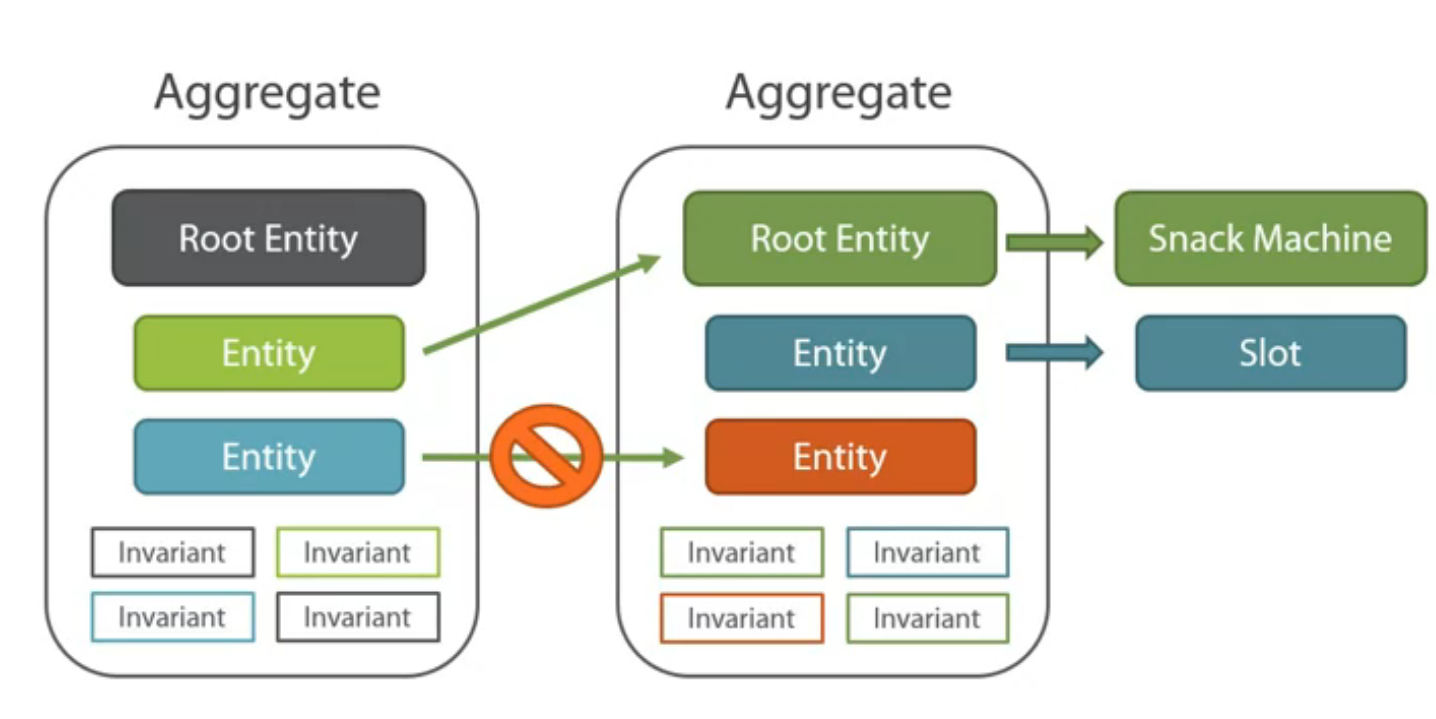 Aggregate
Aggregate
Root Entity
Root Entity
Snack Machine
Entity
Entity
Slot
Entity
Entity
Invariant
Invariant
Invariant
Invariant
Invariant
Invariant
Invariant
Invariant